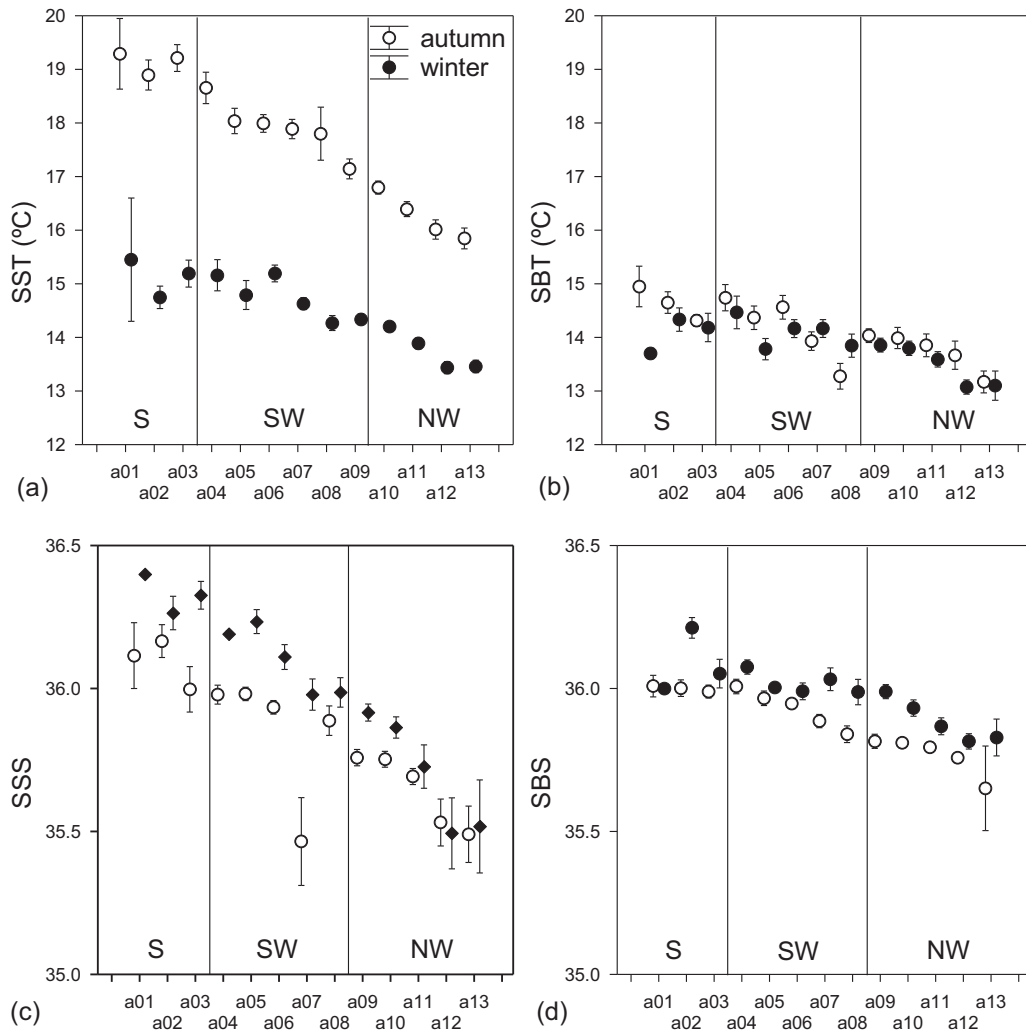 20
19
18
17
16
15
14
13
12
SST (ºC)
autumn
winter
S SW NW
a01 a03 a05 a07 a09 a11 a13
a02 a04 a06 a08 a10 a12
(a)
20
19
18
17
16
15
14
13
12
SBT (ºC)
S SW NW
a01 a03 a05 a07 a09 a11 a13
a02 a04 a06 a08 a10 a12
(b)
36.5
36.0
35.5
35.0
SSS
S SW NW
a01 a03 a05 a07 a09 a11 a13
a02 a04 a06 a08 a10 a12
(c)
36.5
36.0
35.5
35.0
SBS
S SW NW
a01 a03 a05 a07 a09 a11 a13
a02 a04 a06 a08 a10 a12
(d)